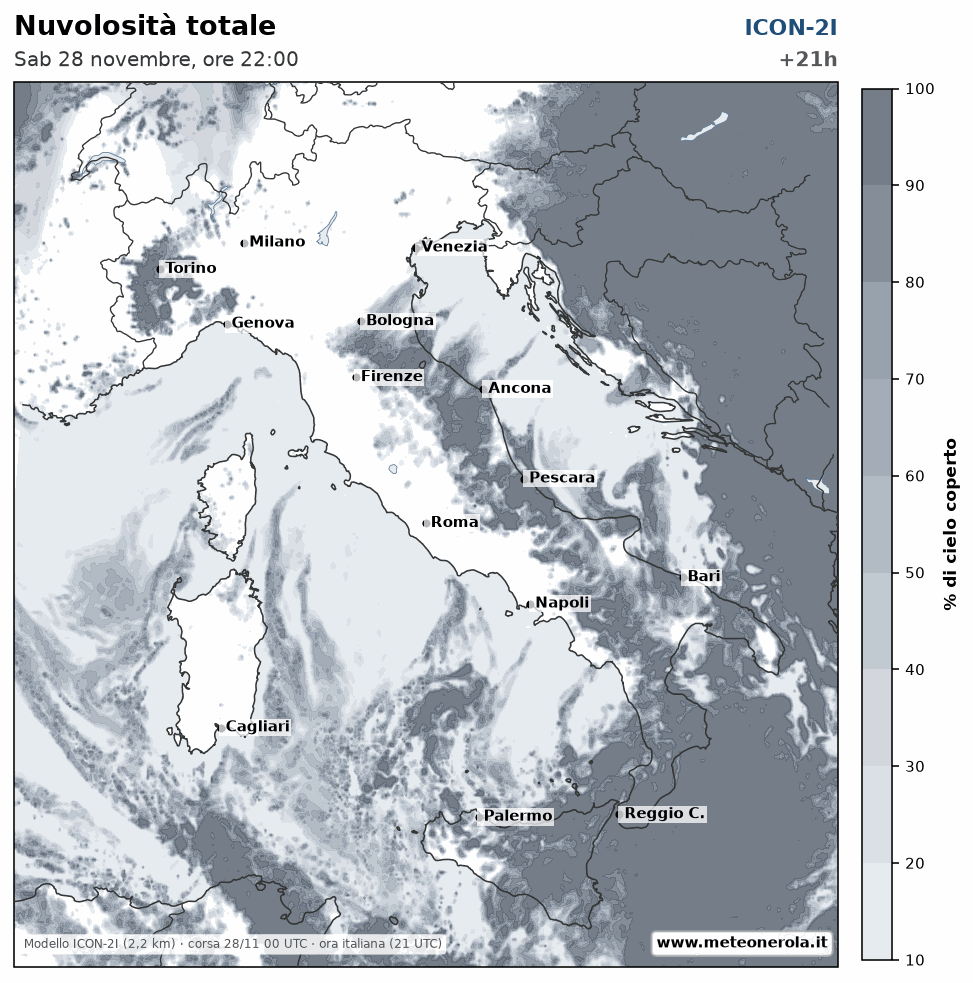 Nuvolosità totale
ICON-2I
Sab 28 novembre, ore 22:00
+21h
100
90
80
70
60
50
40
30
20
10
% di cielo coperto
Milano
Venezia
Torino
Genova
Bologna
Firenze
Ancona
Pescara
Roma
Bari
Napoli
Cagliari
Palermo
Reggio C.
Modello ICON-2I (2,2 km) · corsa 28/11 00 UTC · ora italiana (21 UTC)
www.meteonerola.it